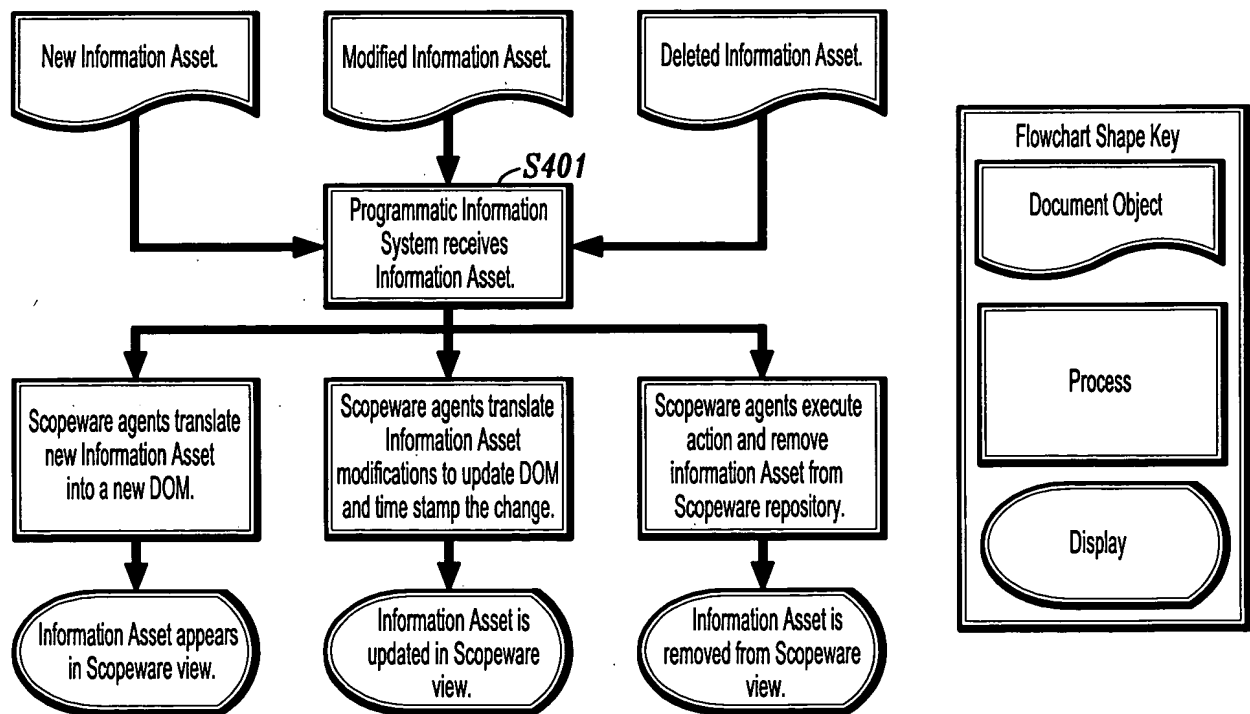 New Information Asset.
Modified Information Asset.
Deleted Information Asset.
S401
Programmatic Information
System receives
Information Asset.
Scopeware agents translate
new Information Asset
into a new DOM.
Scopeware agents translate
Information Asset
modifications to update DOM
and time stamp the change.
Scopeware agents execute
action and remove
information Asset from
Scopeware repository.
Information Asset appears
in Scopeware view.
Information Asset is
updated in Scopeware
view.
Information Asset is
removed from Scopeware
view.
Flowchart Shape Key
Document Object
Process
Display